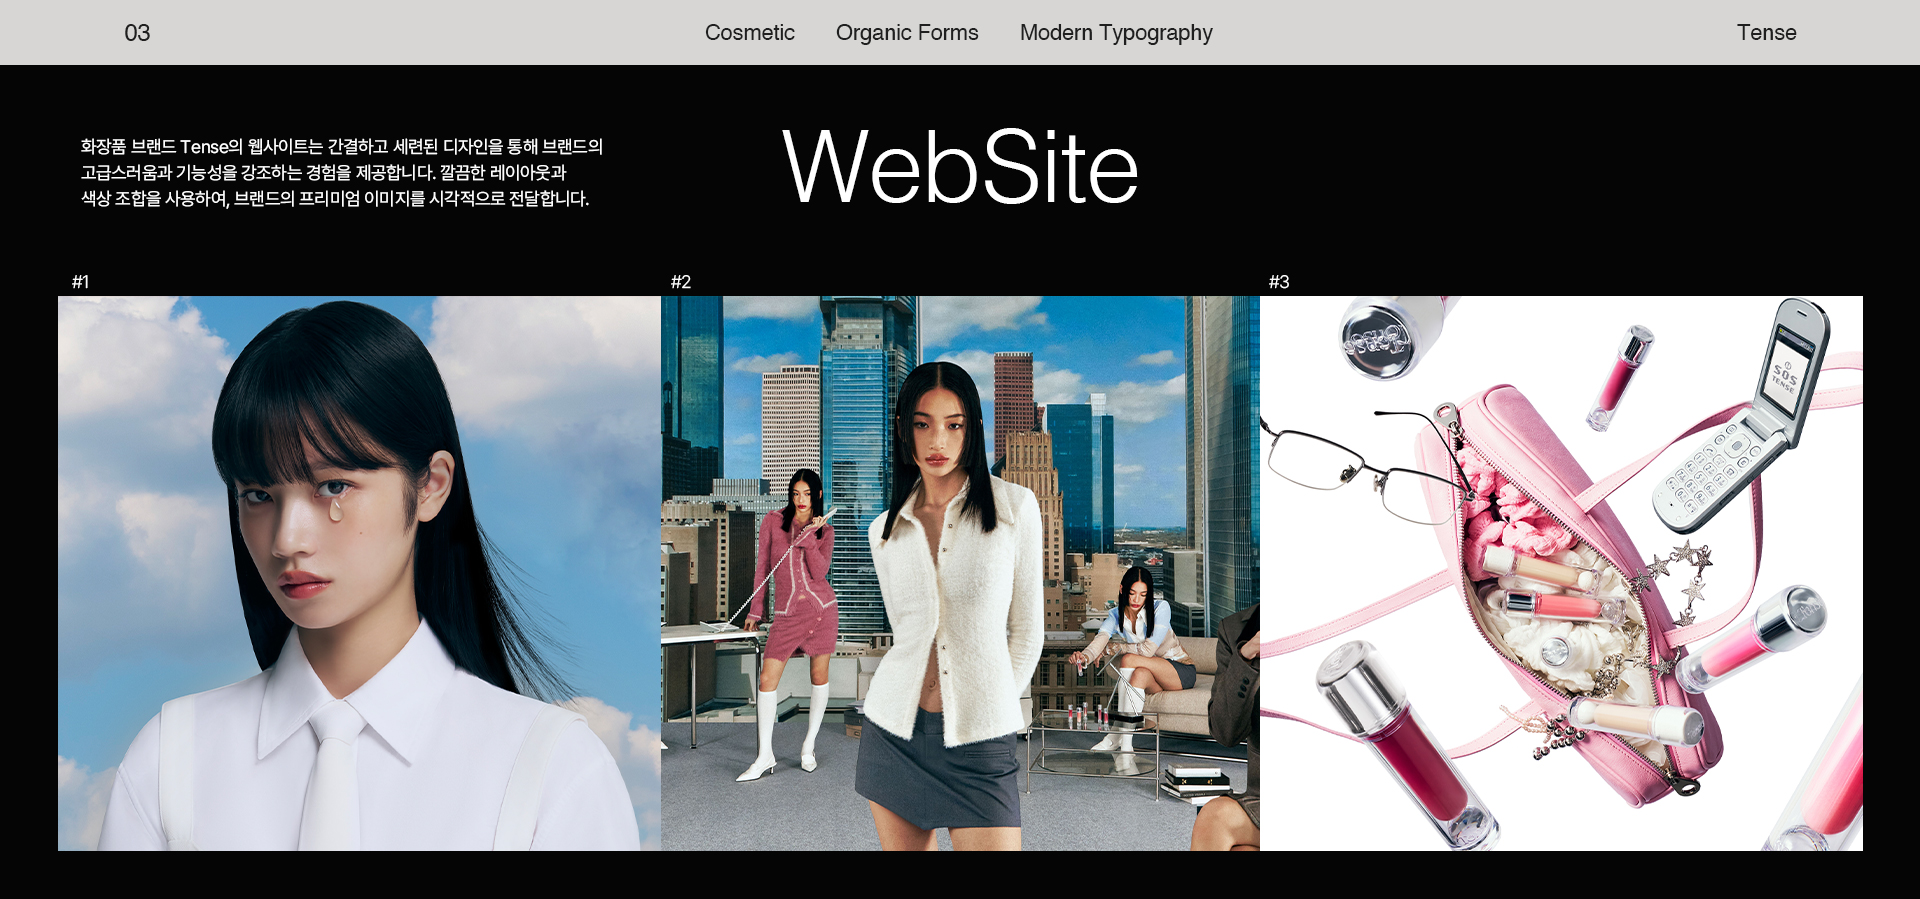 03
Cosmetic
Organic Forms
Modern Typography
Tense
화장품 브랜드 Tense의 웹사이트는 간결하고 세련된 디자인을 통해 브랜드의
고급스러움과 기능성을 강조하는 경험을 제공합니다. 깔끔한 레이아웃과
색상 조합을 사용하여, 브랜드의 프리미엄 이미지를 시각적으로 전달합니다.
WebSite
#1
#2
#3
SOS
TENSE